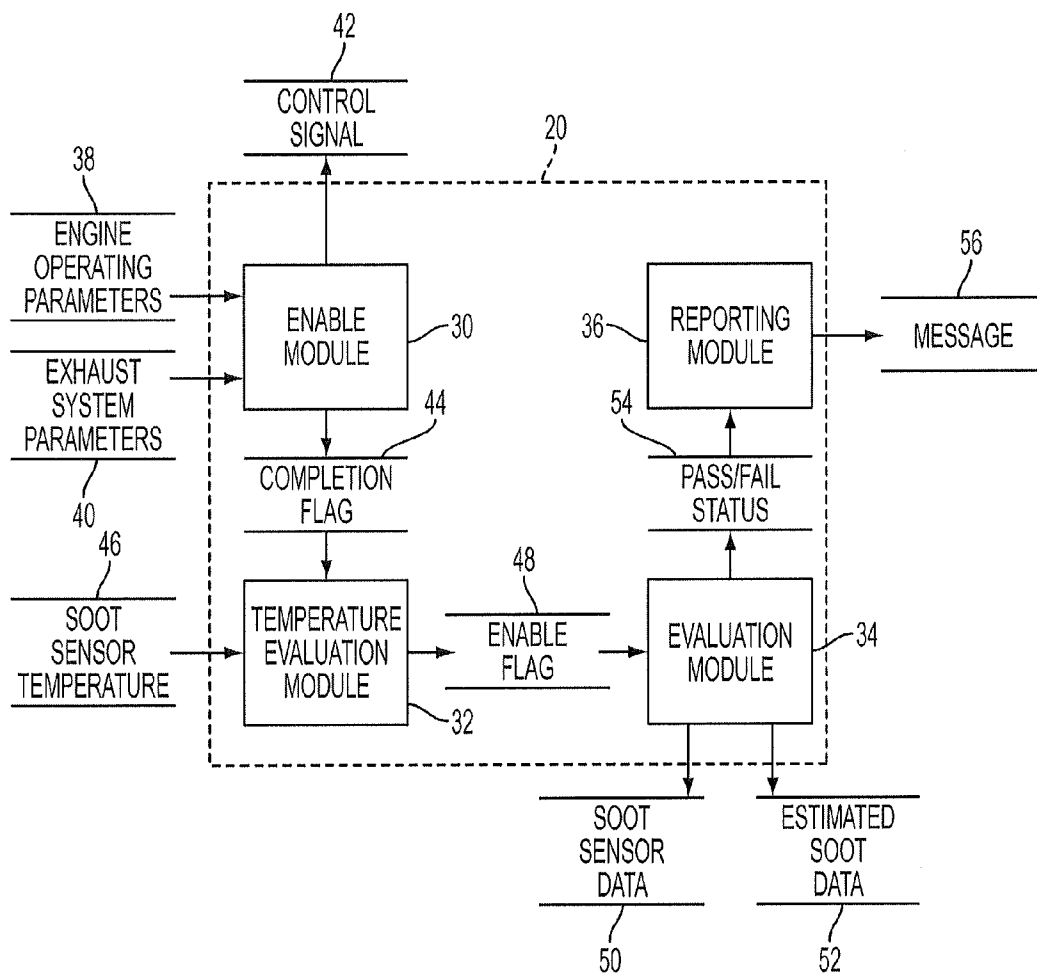 42
CONTROL
SIGNAL
20
38
ENGINE
OPERATING
PARAMETERS
56
ENABLE
MODULE
30
36
REPORTING
MODULE
MESSAGE
EXHAUST
SYSTEM
PARAMETERS
40
44
54
COMPLETION
FLAG
PASS/FAIL
STATUS
46
SOOT
SENSOR
TEMPERATURE
TEMPERATURE
EVALUATION
MODULE
32
48
ENABLE
FLAG
EVALUATION
MODULE
34
SOOT
SENSOR
DATA
50
ESTIMATED
SOOT
DATA
52